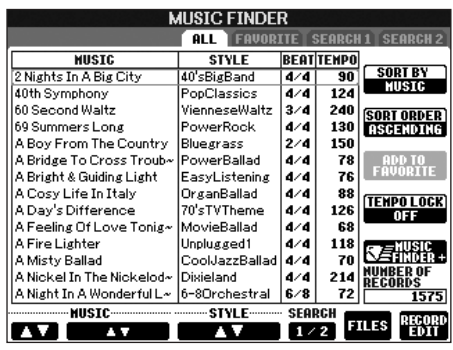 MUSIC FINDER
ALL FAVORITE SEARCH 1 SEARCH 2
MUSIC STYLE BEAT TEMPO
2 Nights In A Big City 40'sBigBand 4/4 90
40th Symphony PopClassics 4/4 124
60 Second Waltz VienneseWaltz 3/4 240
69 Summers Long PowerRock 4/4 130
A Boy From The Country Bluegrass 2/4 150
A Bridge To Cross Troub~ PowerBallad 4/4 78
A Bright & Guiding Light EasyListening 4/4 76
A Cosy Life In Italy OrganBallad 4/4 88
A Day's Difference 70'sTVTheme 4/4 126
A Feeling Of Love Tonig~ MovieBallad 4/4 68
A Fire Lighter Unplugged1 4/4 118
A Misty Ballad CoolJazzBallad 4/4 70
A Nickel In The Nickelod~ Dixieland 4/4 214
A Night In A Wonderful L~ 6-8Orchestral 6/8 72
SORT BY
MUSIC
SORT ORDER
ASCENDING
ADD TO
FAVORITE
TEMPO LOCK
OFF
MUSIC
FINDER +
NUMBER OF
RECORDS
1575
MUSIC STYLE SEARCH
1 / 2
FILES
RECORD
EDIT